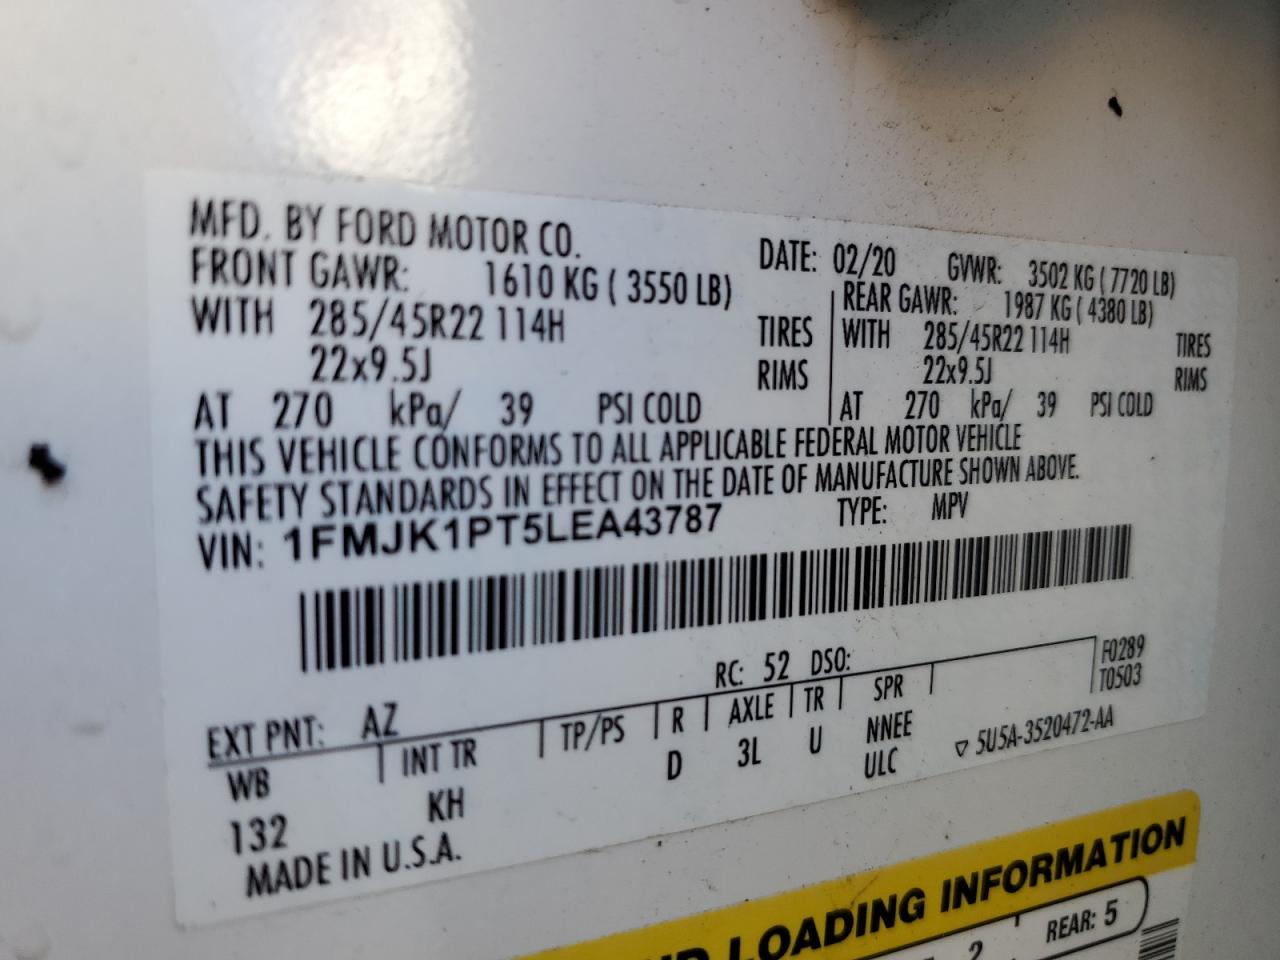 MFD. BY FORD MOTOR CO.
DATE: 02/20 GVWR: 3502 KG ( 7720 LB)
FRONT GAWR: 1610 KG ( 3550 LB)
REAR GAWR: 1987 KG ( 4380 LB)
WITH 285/45R22 114H TIRES
WITH 285/45R22 114H TIRES
22x9.5J RIMS
22x9.5J RIMS
AT 270 kPa/ 39 PSI COLD
AT 270 kPa/ 39 PSI COLD
THIS VEHICLE CONFORMS TO ALL APPLICABLE FEDERAL MOTOR VEHICLE
SAFETY STANDARDS IN EFFECT ON THE DATE OF MANUFACTURE SHOWN ABOVE.
VIN: 1FMJK1PT5LEA43787 TYPE: MPV
EXT PNT: AZ RC: 52 DSO: F0289
T0503
WB INT TR TP/PS R AXLE TR SPR
132 KH D 3L U NNEE
ULC
▽ 5U5A-3520472-AA
MADE IN U.S.A.
LOADING INFORMATION
2 REAR: 5